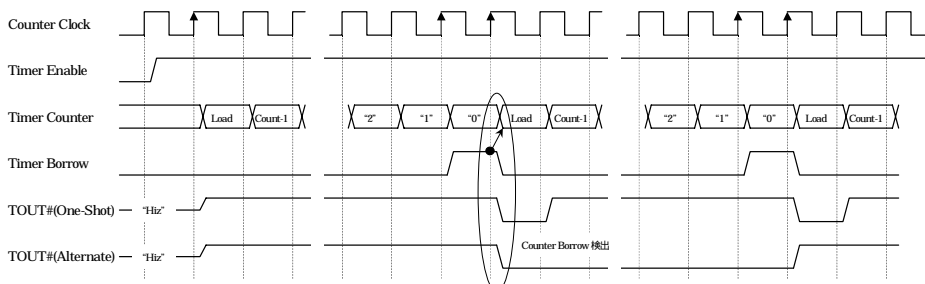 Counter Clock
Timer Enable
Timer Counter Load Count-1 "2" "1" "0" Load Count-1 "2" "1" "0" Load Count-1
Timer Borrow
TOUT#(One-Shot) "Hiz"
Counter Borrow 検出
TOUT#(Alternate) "Hiz"